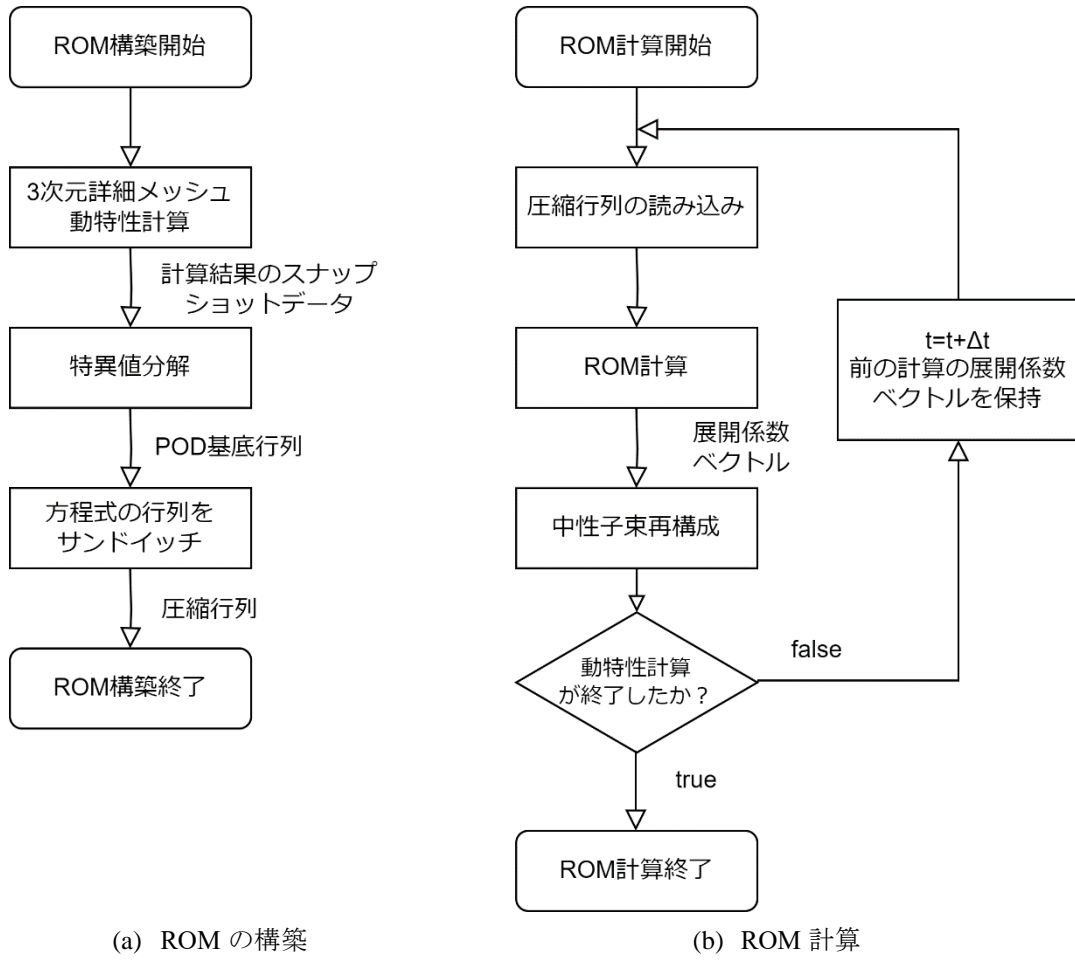 ROM構築開始
3次元詳細メッシュ
動特性計算
計算結果のスナップ
ショットデータ
特異値分解
POD基底行列
方程式の行列を
サンドイッチ
圧縮行列
ROM構築終了
(a) ROM の構築
ROM計算開始
圧縮行列の読み込み
ROM計算
展開係数
ベクトル
中性子束再構成
動特性計算
が終了したか？
false
t=t+Δt
前の計算の展開係数
ベクトルを保持
true
ROM計算終了
(b) ROM 計算